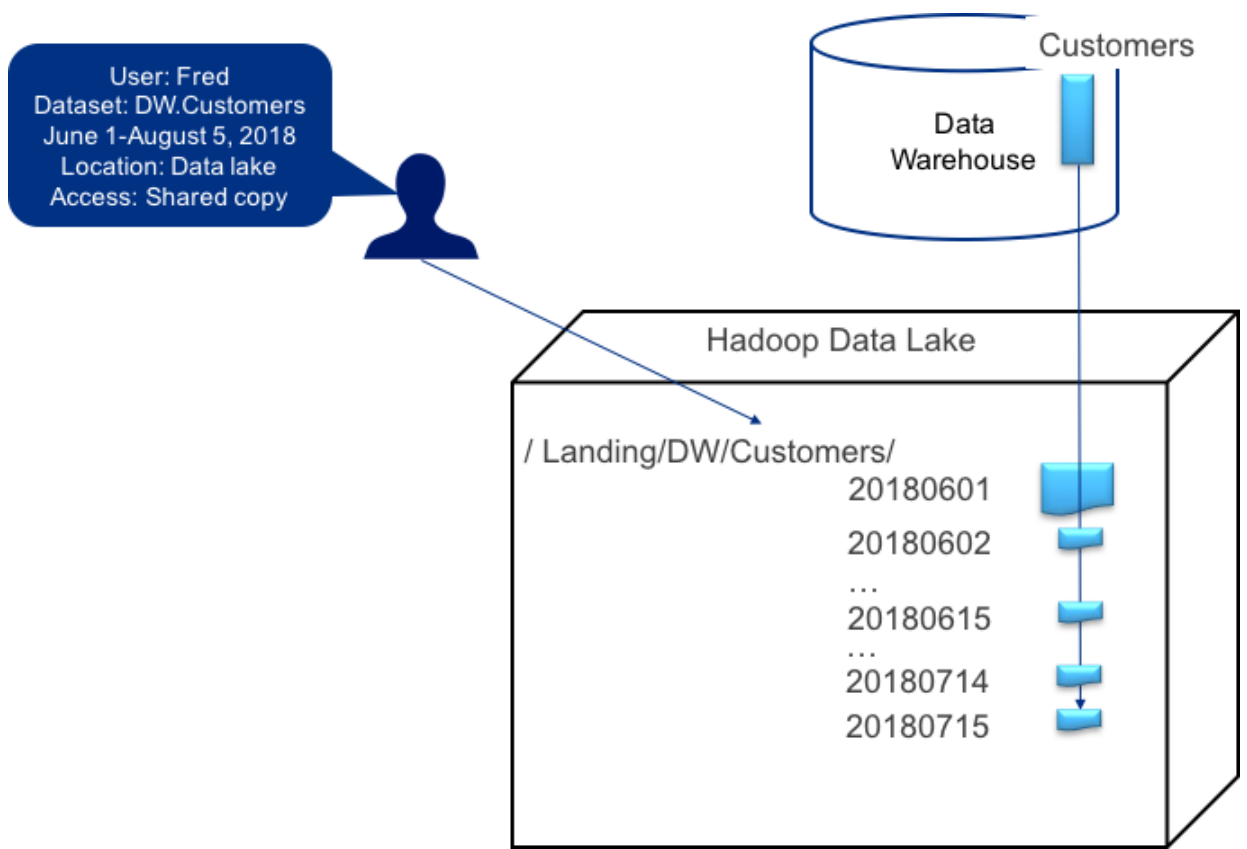 User: Fred
Dataset: DW.Customers
June 1-August 5, 2018
Location: Data lake
Access: Shared copy
Customers
Data
Warehouse
Hadoop Data Lake
/ Landing/DW/Customers/
20180601
20180602
...
20180615
...
20180714
20180715